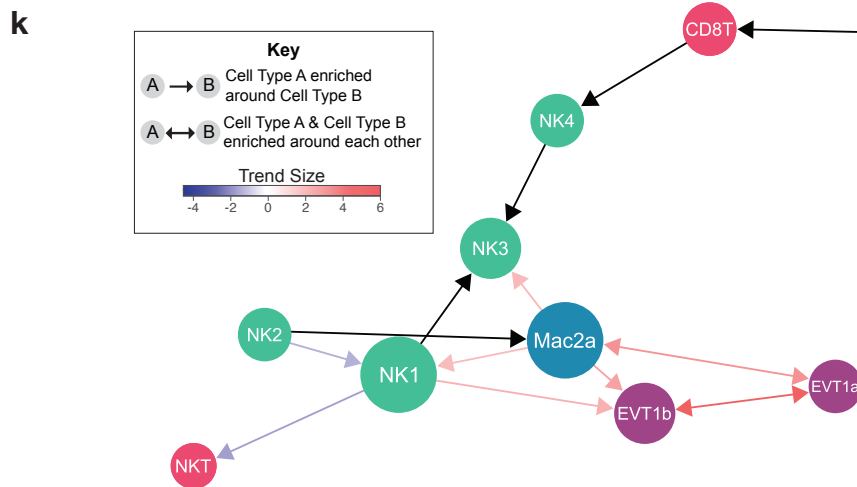 k
Key
A → B Cell Type A enriched
around Cell Type B
A ↔ B Cell Type A & Cell Type B
enriched around each other
Trend Size
-4 -2 0 2 4 6
CD8T
NK4
NK3
NK2
Mac2a
NK1
EVT1a
EVT1b
NKT